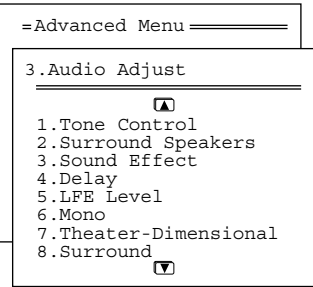 =Advanced Menu
3.Audio Adjust
1.Tone Control
2.Surround Speakers
3.Sound Effect
4.Delay
5.LFE Level
6.Mono
7.Theater-Dimensional
8.Surround